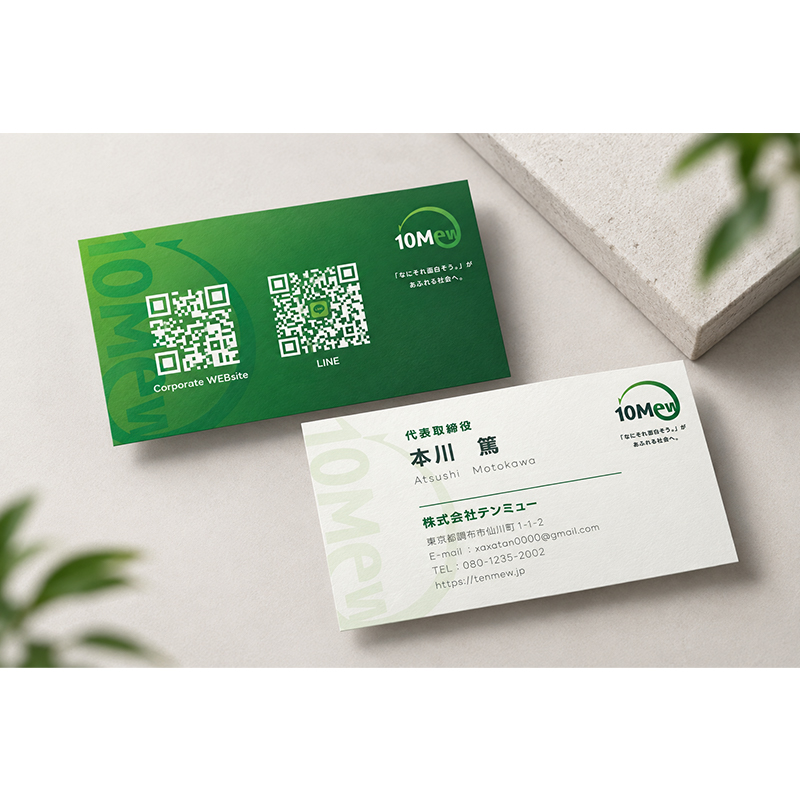 10Mew
10Mew
「なにそれ面白そう。」が
あふれる社会へ。
Corporate WEBsite
LINE
10Mew
10Mew
「なにそれ面白そう。」が
あふれる社会へ。
代表取締役
本川 篤
Atsushi Motokawa
株式会社テンミュー
東京都調布市仙川町 1-1-2
E-mail : xaxatan0000@gmail.com
TEL : 080-1235-2002
https://tenmew.jp